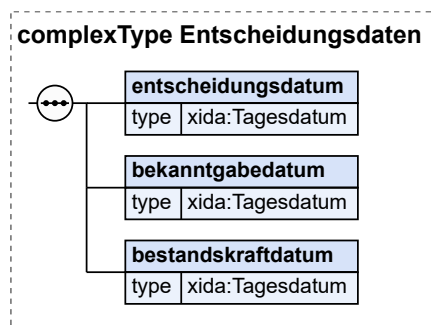 complexType Entscheidungsdaten
entscheidungsdatum
type xida:Tagesdatum
bekanntgabedatum
type xida:Tagesdatum
bestandskraftdatum
type xida:Tagesdatum